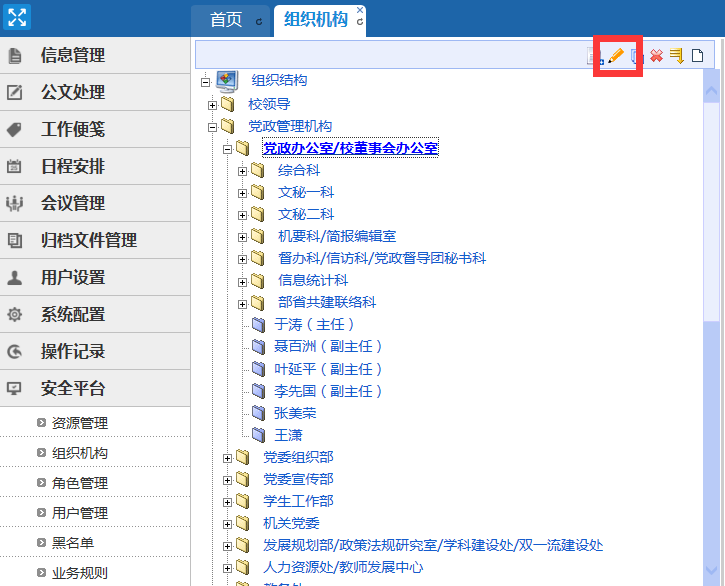 首页
组织机构
信息管理
公文处理
工作便笺
日程安排
会议管理
归档文件管理
用户设置
系统配置
操作记录
安全平台
资源管理
组织机构
角色管理
用户管理
黑名单
业务规则
组织结构
校领导
党政管理机构
党政办公室/校董事会办公室
综合科
文秘一科
文秘二科
机要科/简报编辑室
督办科/信访科/党政督导团秘书科
信息统计科
部省共建联络科
于涛（主任）
聂百洲（副主任）
叶延平（副主任）
李先国（副主任）
张美荣
王潇
党委组织部
党委宣传部
学生工作部
机关党委
发展规划部/政策法规研究室/学科建设处/双一流建设处
人力资源处/教师发展中心